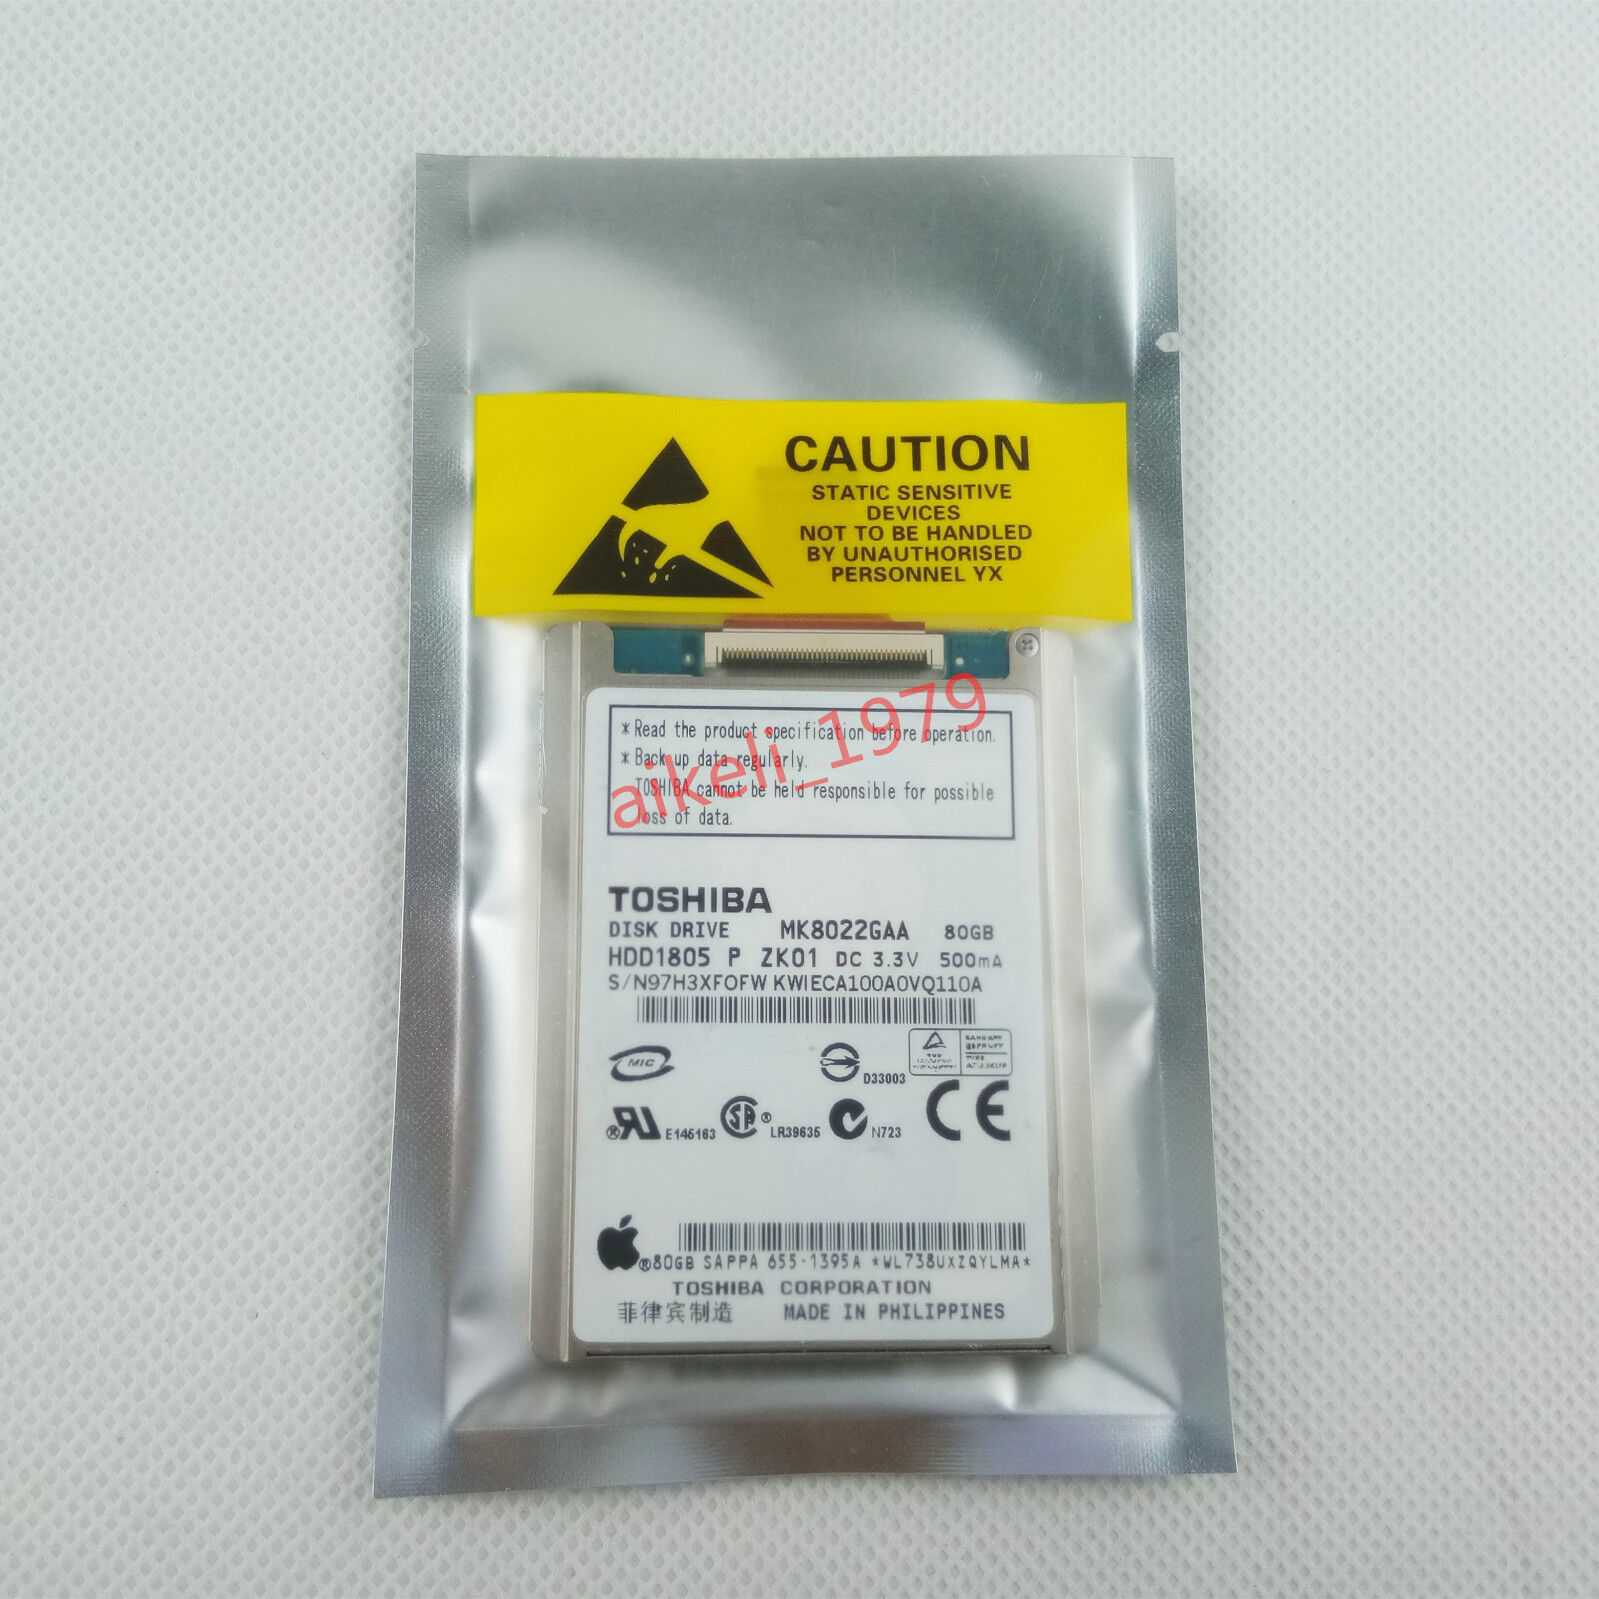 CAUTION
STATIC SENSITIVE
DEVICES
NOT TO BE HANDLED
BY UNAUTHORISED
PERSONNEL YX
*Read the product specification before operation.
*Back up data regularly.
TOSHIBA cannot be held responsible for possible
loss of data.
aikeli_1979
TOSHIBA
DISK DRIVE MK8022GAA 80GB
HDD1805 P ZK01 DC 3.3V 500mA
S/N97H3XFOFW KWIECA100A0VQ110A
MIC
D33003
E145163
LR39635
N723
CE
80GB SAPPA 655-1395A *WL738UXZQYLMA*
TOSHIBA CORPORATION
菲律宾制造 MADE IN PHILIPPINES